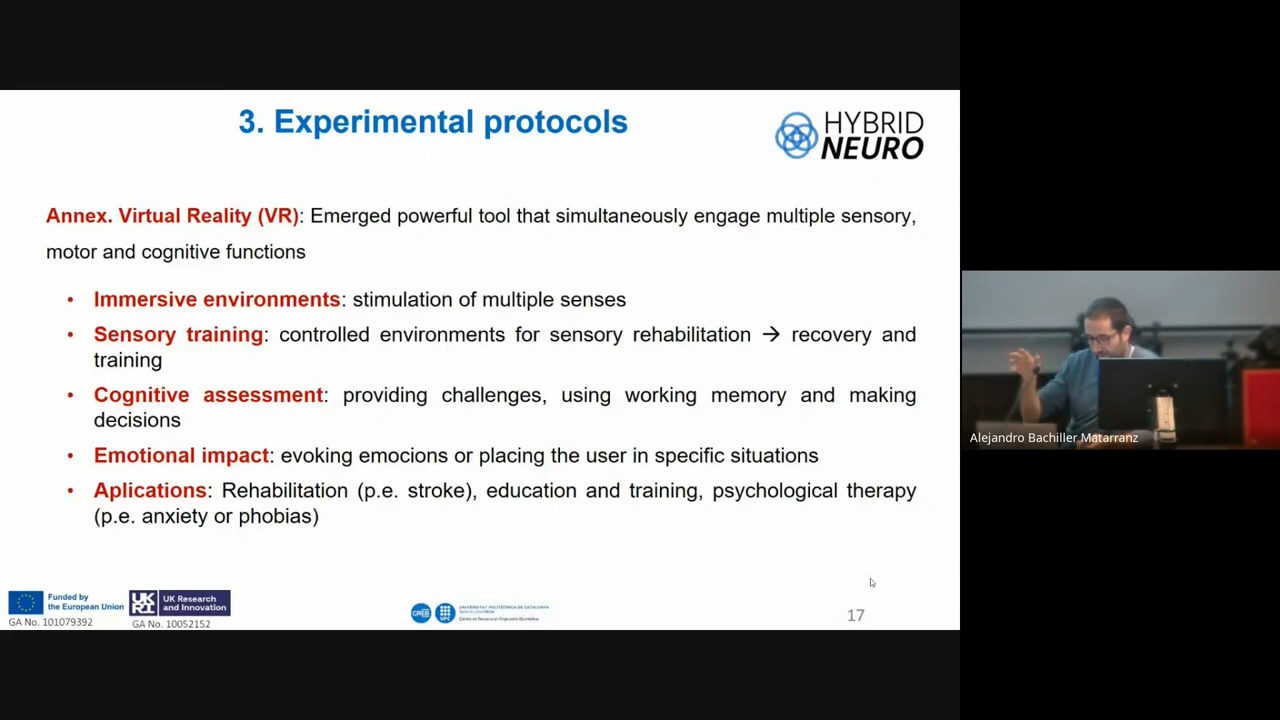 3. Experimental protocols
HYBRID
NEURO
Annex. Virtual Reality (VR): Emerged powerful tool that simultaneously engage multiple sensory,
motor and cognitive functions
• Immersive environments: stimulation of multiple senses
• Sensory training: controlled environments for sensory rehabilitation → recovery and
training
• Cognitive assessment: providing challenges, using working memory and making
decisions
• Emotional impact: evoking emocions or placing the user in specific situations
• Aplications: Rehabilitation (p.e. stroke), education and training, psychological therapy
(p.e. anxiety or phobias)
Alejandro Bachiller Matarranz
Funded by
the European Union
GA No. 101079392
UKRI
UK Research
and Innovation
GA No. 10052152
CREB
UPC
UNIVERSITAT POLITÈCNICA DE CATALUNYA
BARCELONATECH
Centre de Recerca en Enginyeria Biomèdica
17